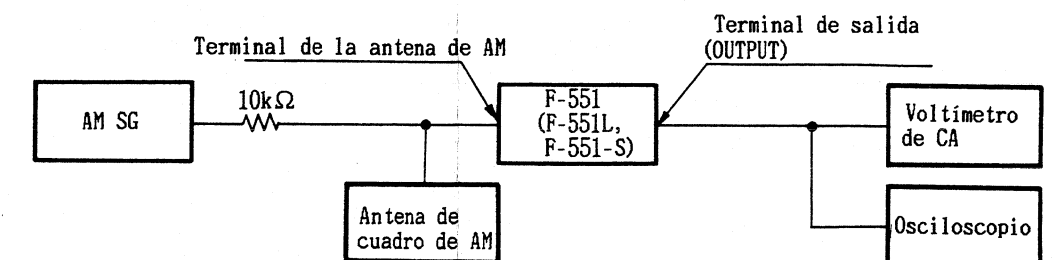 Terminal de salida
(OUTPUT)
Terminal de la antena de AM
AM SG
10kΩ
F-551
(F-551L,
F-551-S)
Voltímetro
de CA
Antena de
cuadro de AM
Osciloscopio